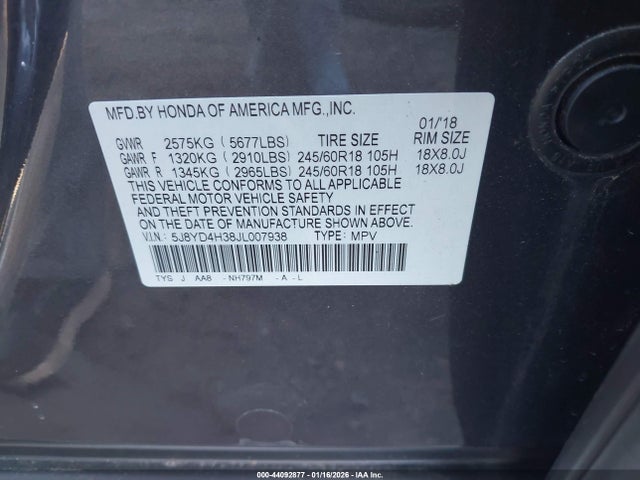 MFD.BY HONDA OF AMERICA MFG.,INC. 01/'18
GVWR 2575KG ( 5677LBS) TIRE SIZE RIM SIZE
GAWR F 1320KG ( 2910LBS) 245/60R18 105H 18X8.0J
GAWR R 1345KG ( 2965LBS) 245/60R18 105H 18X8.0J
THIS VEHICLE CONFORMS TO ALL APPLICABLE
FEDERAL MOTOR VEHICLE SAFETY
AND THEFT PREVENTION STANDARDS IN EFFECT
ON THE DATE OF MANUFACTURE SHOWN ABOVE.
V.I.N.: 5J8YD4H38JL007938 TYPE: MPV
TYS J AA8 - NH797M - A - L
© 2026 - 44092877 - 01/16/2026 - IAA, Inc.